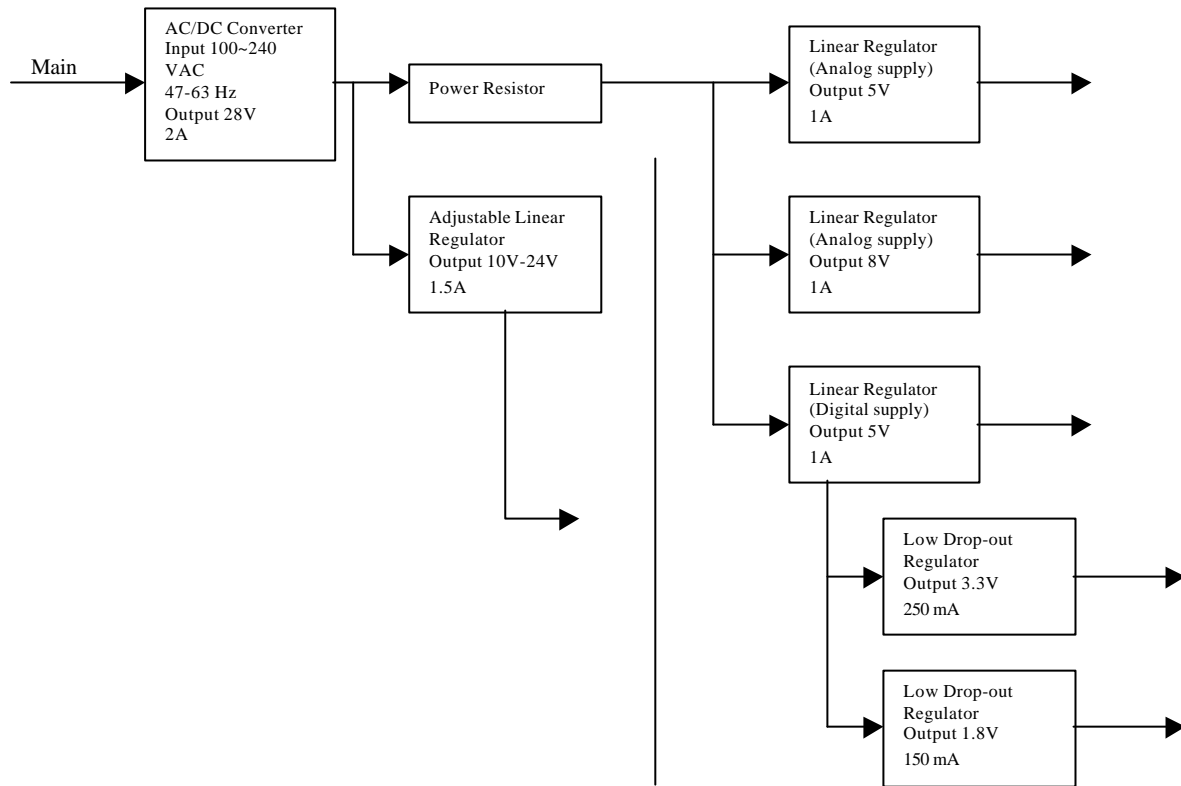 Main
AC/DC Converter
Input 100~240
VAC
47-63 Hz
Output 28V
2A
Power Resistor
Adjustable Linear
Regulator
Output 10V-24V
1.5A
Linear Regulator
(Analog supply)
Output 5V
1A
Linear Regulator
(Analog supply)
Output 8V
1A
Linear Regulator
(Digital supply)
Output 5V
1A
Low Drop-out
Regulator
Output 3.3V
250 mA
Low Drop-out
Regulator
Output 1.8V
150 mA